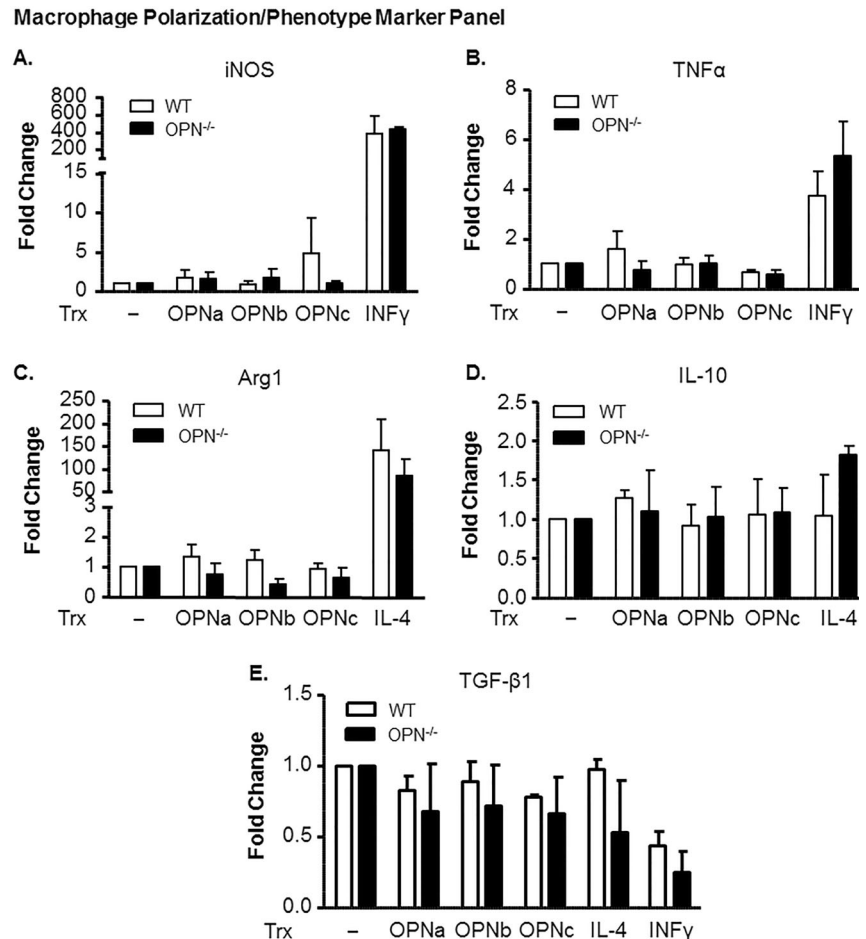 Macrophage Polarization/Phenotype Marker Panel
A.
iNOS
WT
OPN-/-
Fold Change
800
600
400
200
15
10
5
0
Trx – OPNa OPNb OPNc INFγ
B.
TNFα
WT
OPN-/-
Fold Change
8
6
4
2
0
Trx – OPNa OPNb OPNc INFγ
C.
Arg1
WT
OPN-/-
Fold Change
250
200
150
100
50
3
2
1
0
Trx – OPNa OPNb OPNc IL-4
D.
IL-10
WT
OPN-/-
Fold Change
2.5
2.0
1.5
1.0
0.5
0.0
Trx – OPNa OPNb OPNc IL-4
E.
TGF-β1
WT
OPN-/-
Fold Change
1.5
1.0
0.5
0.0
Trx – OPNa OPNb OPNc IL-4 INFγ